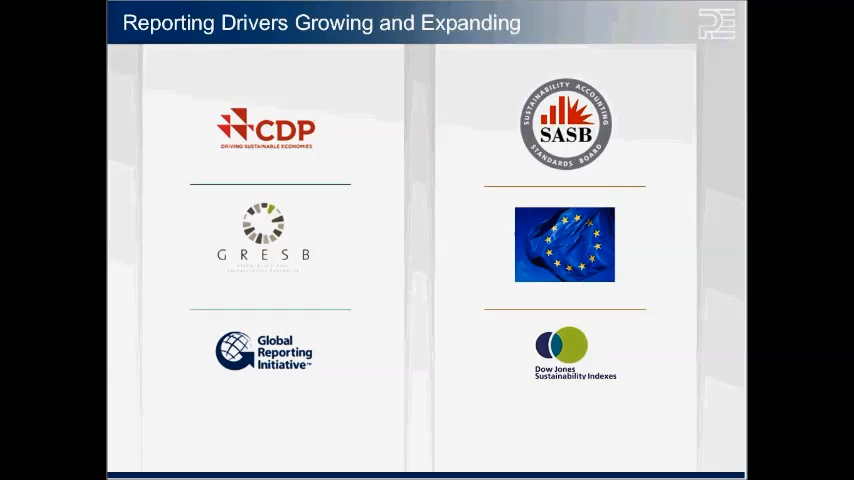 Reporting Drivers Growing and Expanding
CDP
DRIVING SUSTAINABLE ECONOMIES
GRESB
Global
Reporting
Initiative™
SUSTAINABILITY ACCOUNTING
SASB
STANDARDS BOARD
Dow Jones
Sustainability Indexes